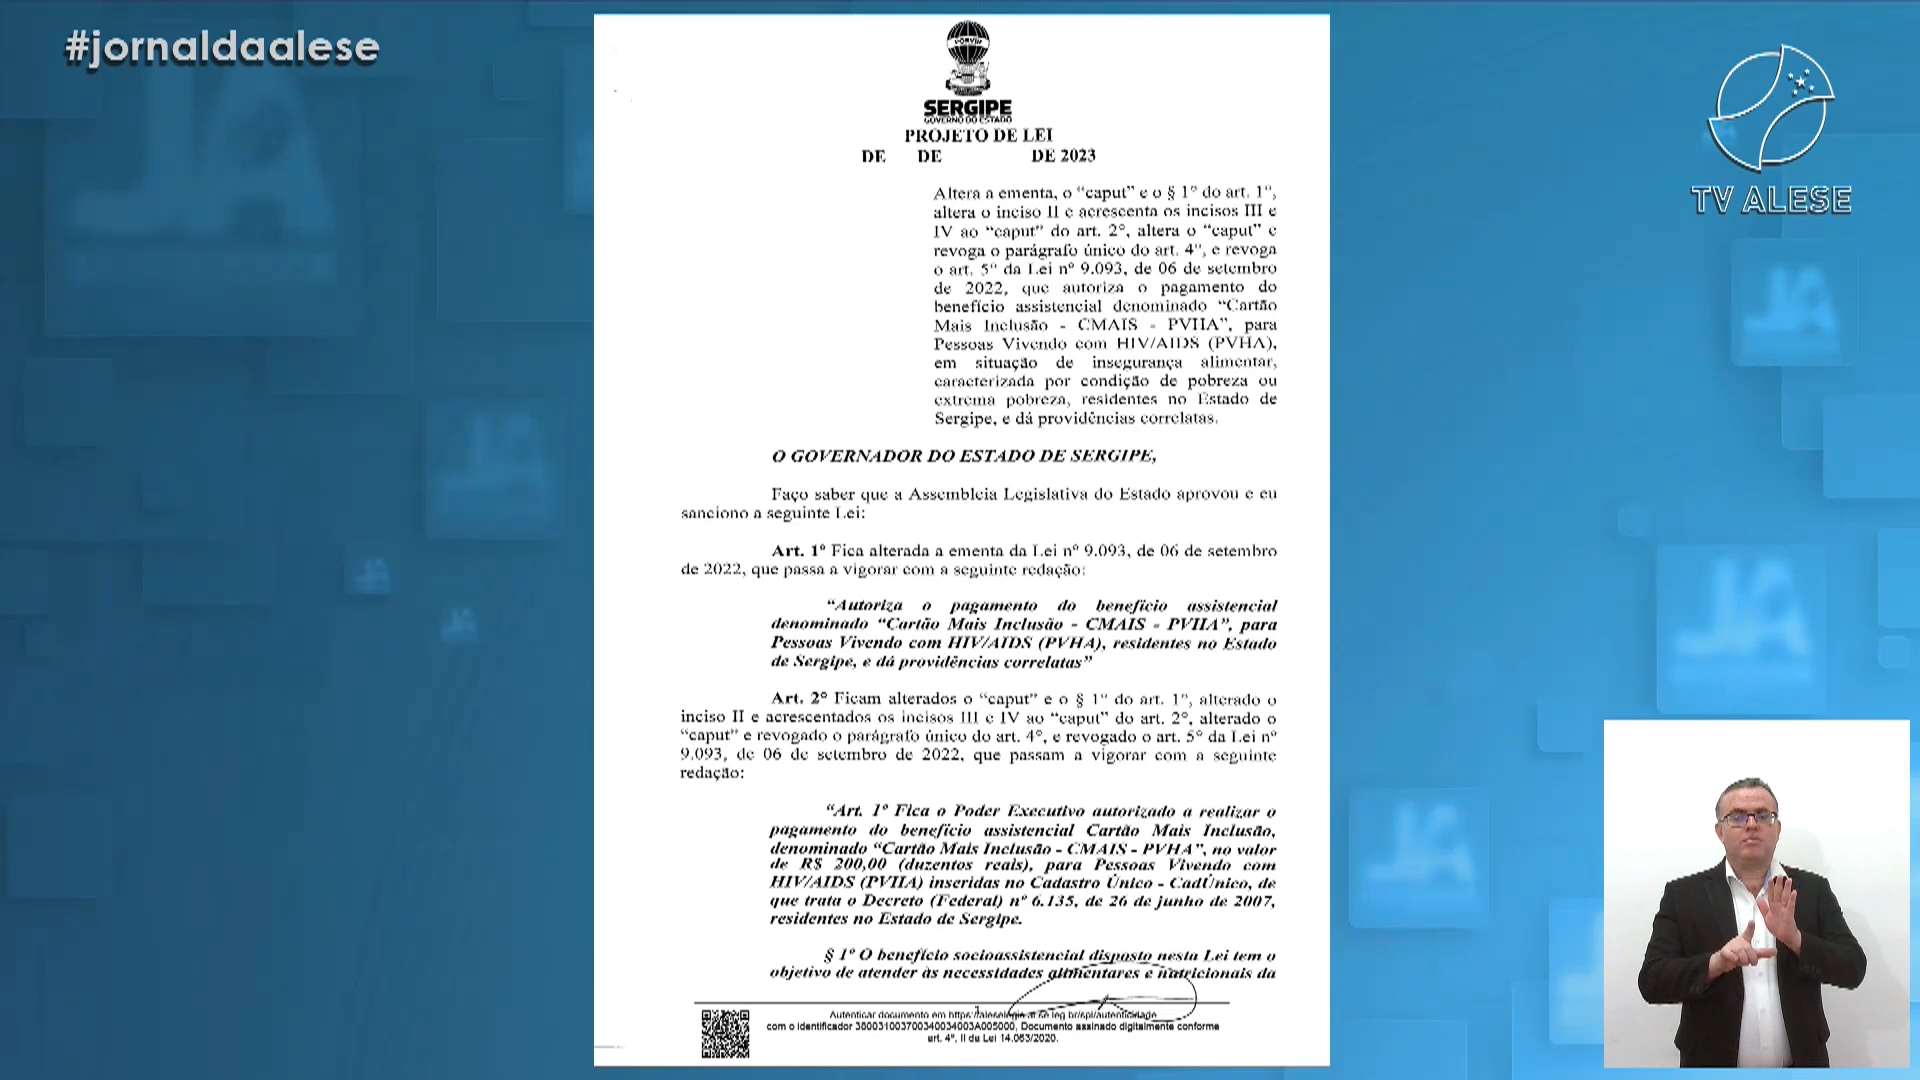 #jornaldaalese
TV ALESE
SERGIPE
GOVERNO DO ESTADO
PROJETO DE LEI
DE DE DE 2023
Altera a ementa, o “caput” e o § 1º do art. 1º,
altera o inciso II e acrescenta os incisos III e
IV ao “caput” do art. 2º, altera o “caput” e
revoga o parágrafo único do art. 4º, e revoga
o art. 5º da Lei nº 9.093, de 06 de setembro
de 2022, que autoriza o pagamento do
benefício assistencial denominado “Cartão
Mais Inclusão - CMAIS - PVHA”, para
Pessoas Vivendo com HIV/AIDS (PVHA),
em situação de insegurança alimentar,
caracterizada por condição de pobreza ou
extrema pobreza, residentes no Estado de
Sergipe, e dá providências correlatas.
O GOVERNADOR DO ESTADO DE SERGIPE,
Faço saber que a Assembleia Legislativa do Estado aprovou e eu
sanciono a seguinte Lei:
Art. 1º Fica alterada a ementa da Lei nº 9.093, de 06 de setembro
de 2022, que passa a vigorar com a seguinte redação:
“Autoriza o pagamento do benefício assistencial
denominado “Cartão Mais Inclusão - CMAIS - PVHA”, para
Pessoas Vivendo com HIV/AIDS (PVHA), residentes no Estado
de Sergipe, e dá providências correlatas”
Art. 2º Ficam alterados o “caput” e o § 1º do art. 1º, alterado o
inciso II e acrescentados os incisos III e IV ao “caput” do art. 2º, alterado o
“caput” e revogado o parágrafo único do art. 4º, e revogado o art. 5º da Lei nº
9.093, de 06 de setembro de 2022, que passam a vigorar com a seguinte
redação:
“Art. 1º Fica o Poder Executivo autorizado a realizar o
pagamento do benefício assistencial Cartão Mais Inclusão,
denominado “Cartão Mais Inclusão - CMAIS - PVHA”, no valor
de R$ 200,00 (duzentos reais), para Pessoas Vivendo com
HIV/AIDS (PVHA) inseridas no Cadastro Único - CadÚnico, de
que trata o Decreto (Federal) nº 6.135, de 26 de junho de 2007,
residentes no Estado de Sergipe.
§ 1º O benefício socioassistencial disposto nesta Lei tem o
objetivo de atender às necessidades alimentares e nutricionais da
Autenticar documento em
com o identificador 380031003700340034003A005000, Documento assinado digitalmente conforme
art. 4º, II da Lei 14.063/2020.